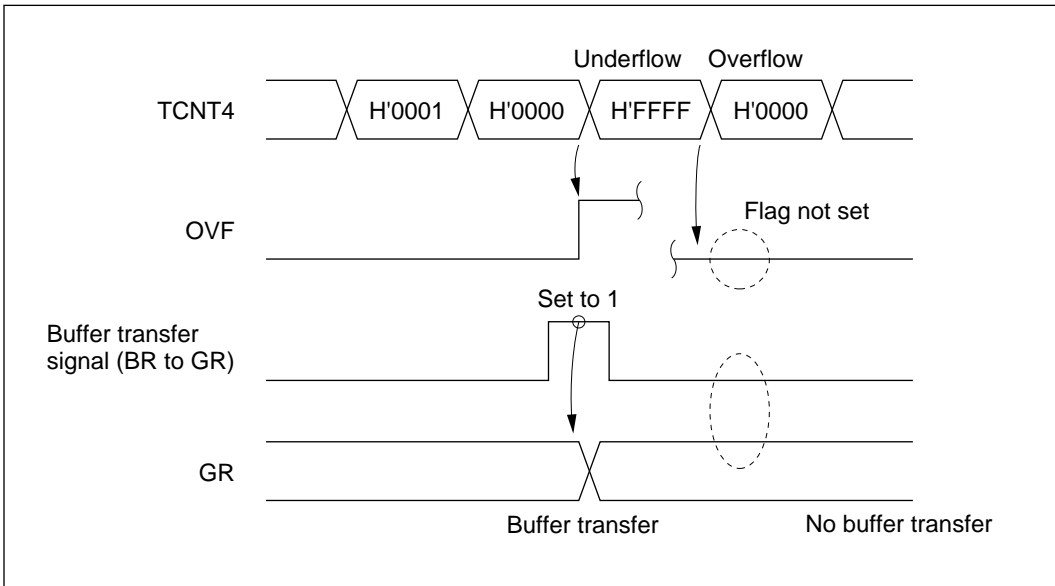 Underflow Overflow
TCNT4 H'0001 H'0000 H'FFFF H'0000
OVF Flag not set
Set to 1
Buffer transfer
signal (BR to GR)
GR
Buffer transfer No buffer transfer